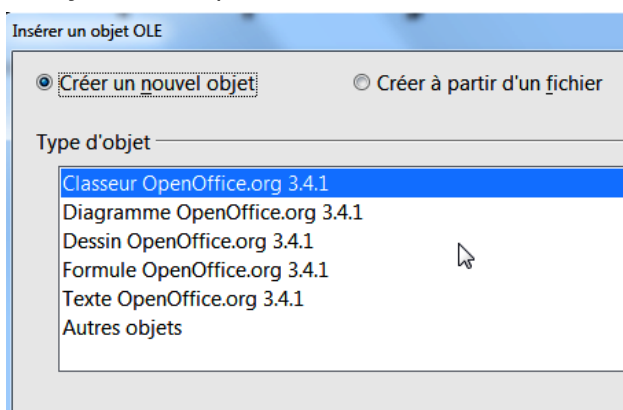 Insérer un objet OLE
Créer un nouvel objet Créer à partir d'un fichier
Type d'objet
Classeur OpenOffice.org 3.4.1
Diagramme OpenOffice.org 3.4.1
Dessin OpenOffice.org 3.4.1
Formule OpenOffice.org 3.4.1
Texte OpenOffice.org 3.4.1
Autres objets